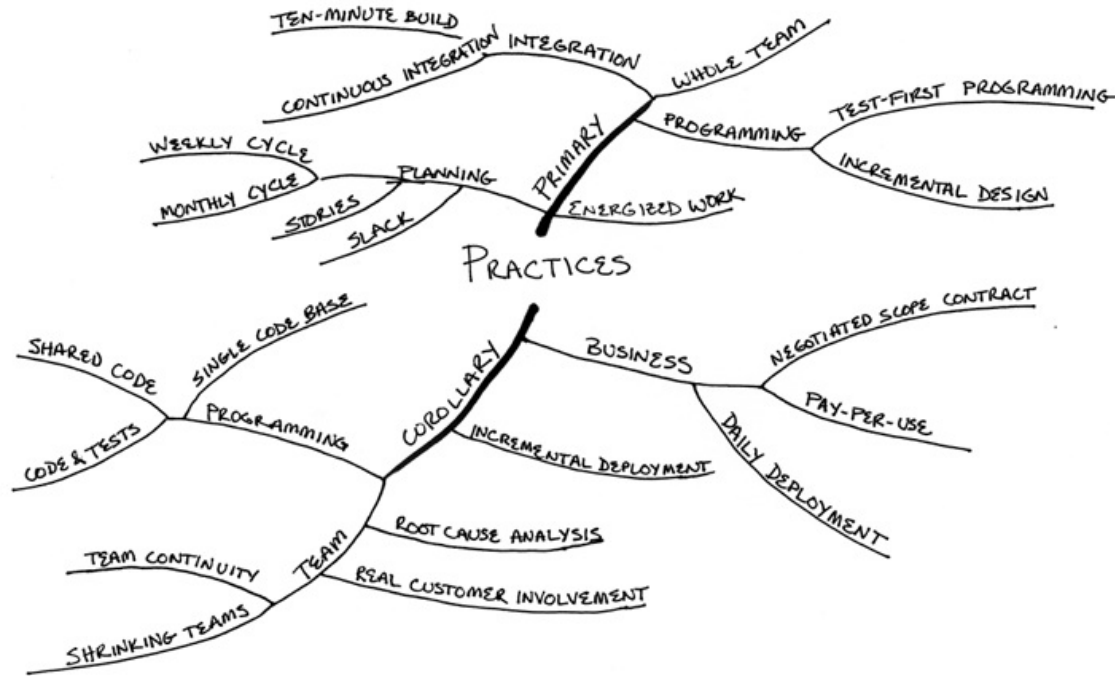 TEN-MINUTE BUILD
CONTINUOUS INTEGRATION
INTEGRATION
WHOLE TEAM
TEST-FIRST PROGRAMMING
PROGRAMMING
INCREMENTAL DESIGN
WEEKLY CYCLE
MONTHLY CYCLE
PLANNING
STORIES
SLACK
PRIMARY
ENERGIZED WORK
PRACTICES
SHARED CODE
SINGLE CODE BASE
CODE & TESTS
PROGRAMMING
COROLLARY
BUSINESS
NEGOTIATED SCOPE CONTRACT
PAY-PER-USE
DAILY DEPLOYMENT
INCREMENTAL DEPLOYMENT
ROOT CAUSE ANALYSIS
TEAM
REAL CUSTOMER INVOLVEMENT
TEAM CONTINUITY
SHRINKING TEAMS